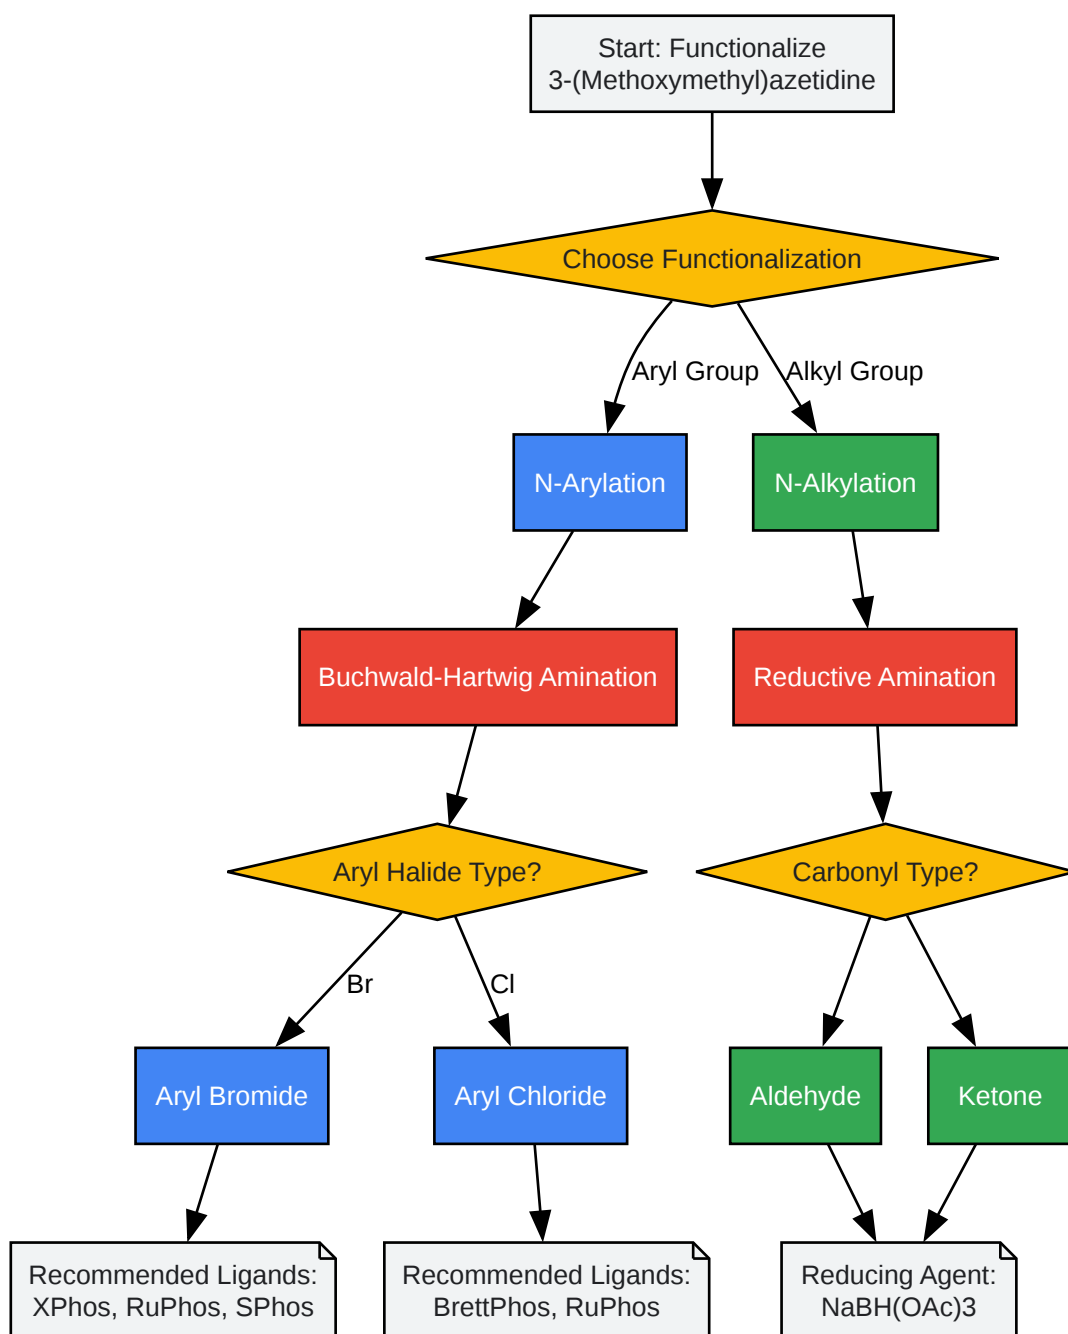 Start: Functionalize
3-(Methoxymethyl)azetidine
Choose Functionalization
Aryl Group
Alkyl Group
N-Arylation
N-Alkylation
Buchwald-Hartwig Amination
Reductive Amination
Aryl Halide Type?
Carbonyl Type?
Br
Cl
Aryl Bromide
Aryl Chloride
Aldehyde
Ketone
Recommended Ligands:
XPhos, RuPhos, SPhos
Recommended Ligands:
BrettPhos, RuPhos
Reducing Agent:
NaBH(OAc)3